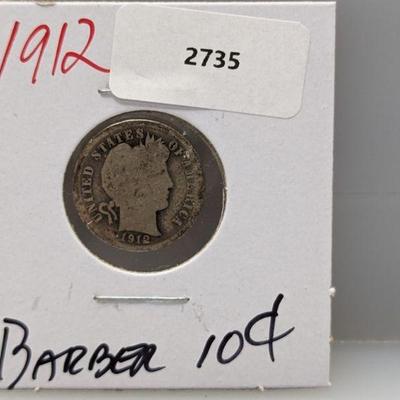 1912
2735
UNITED STATES OF AMERICA
1912
BARBER 10¢